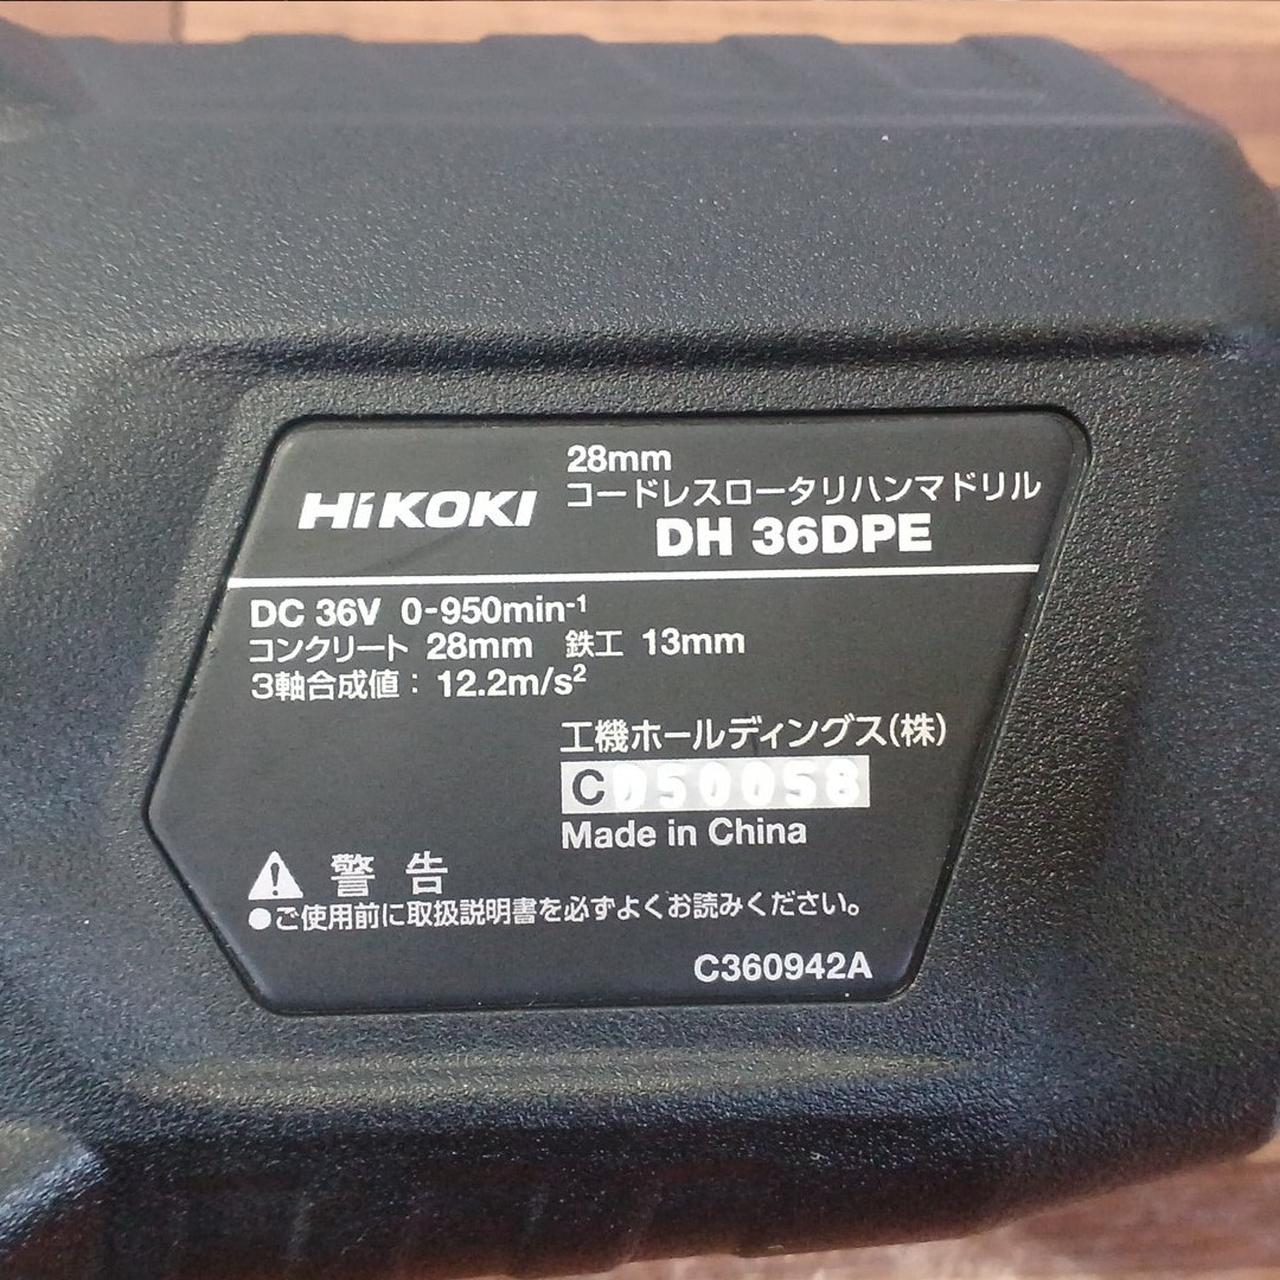 28mm
HiKOKI コードレスロータリハンマドリル
DH 36DPE
DC 36V 0-950min⁻¹
コンクリート 28mm 鉄工 13mm
3軸合成値：12.2m/s²
工機ホールディングス(株)
CD50058
Made in China
警告
●ご使用前に取扱説明書を必ずよくお読みください。
C360942A